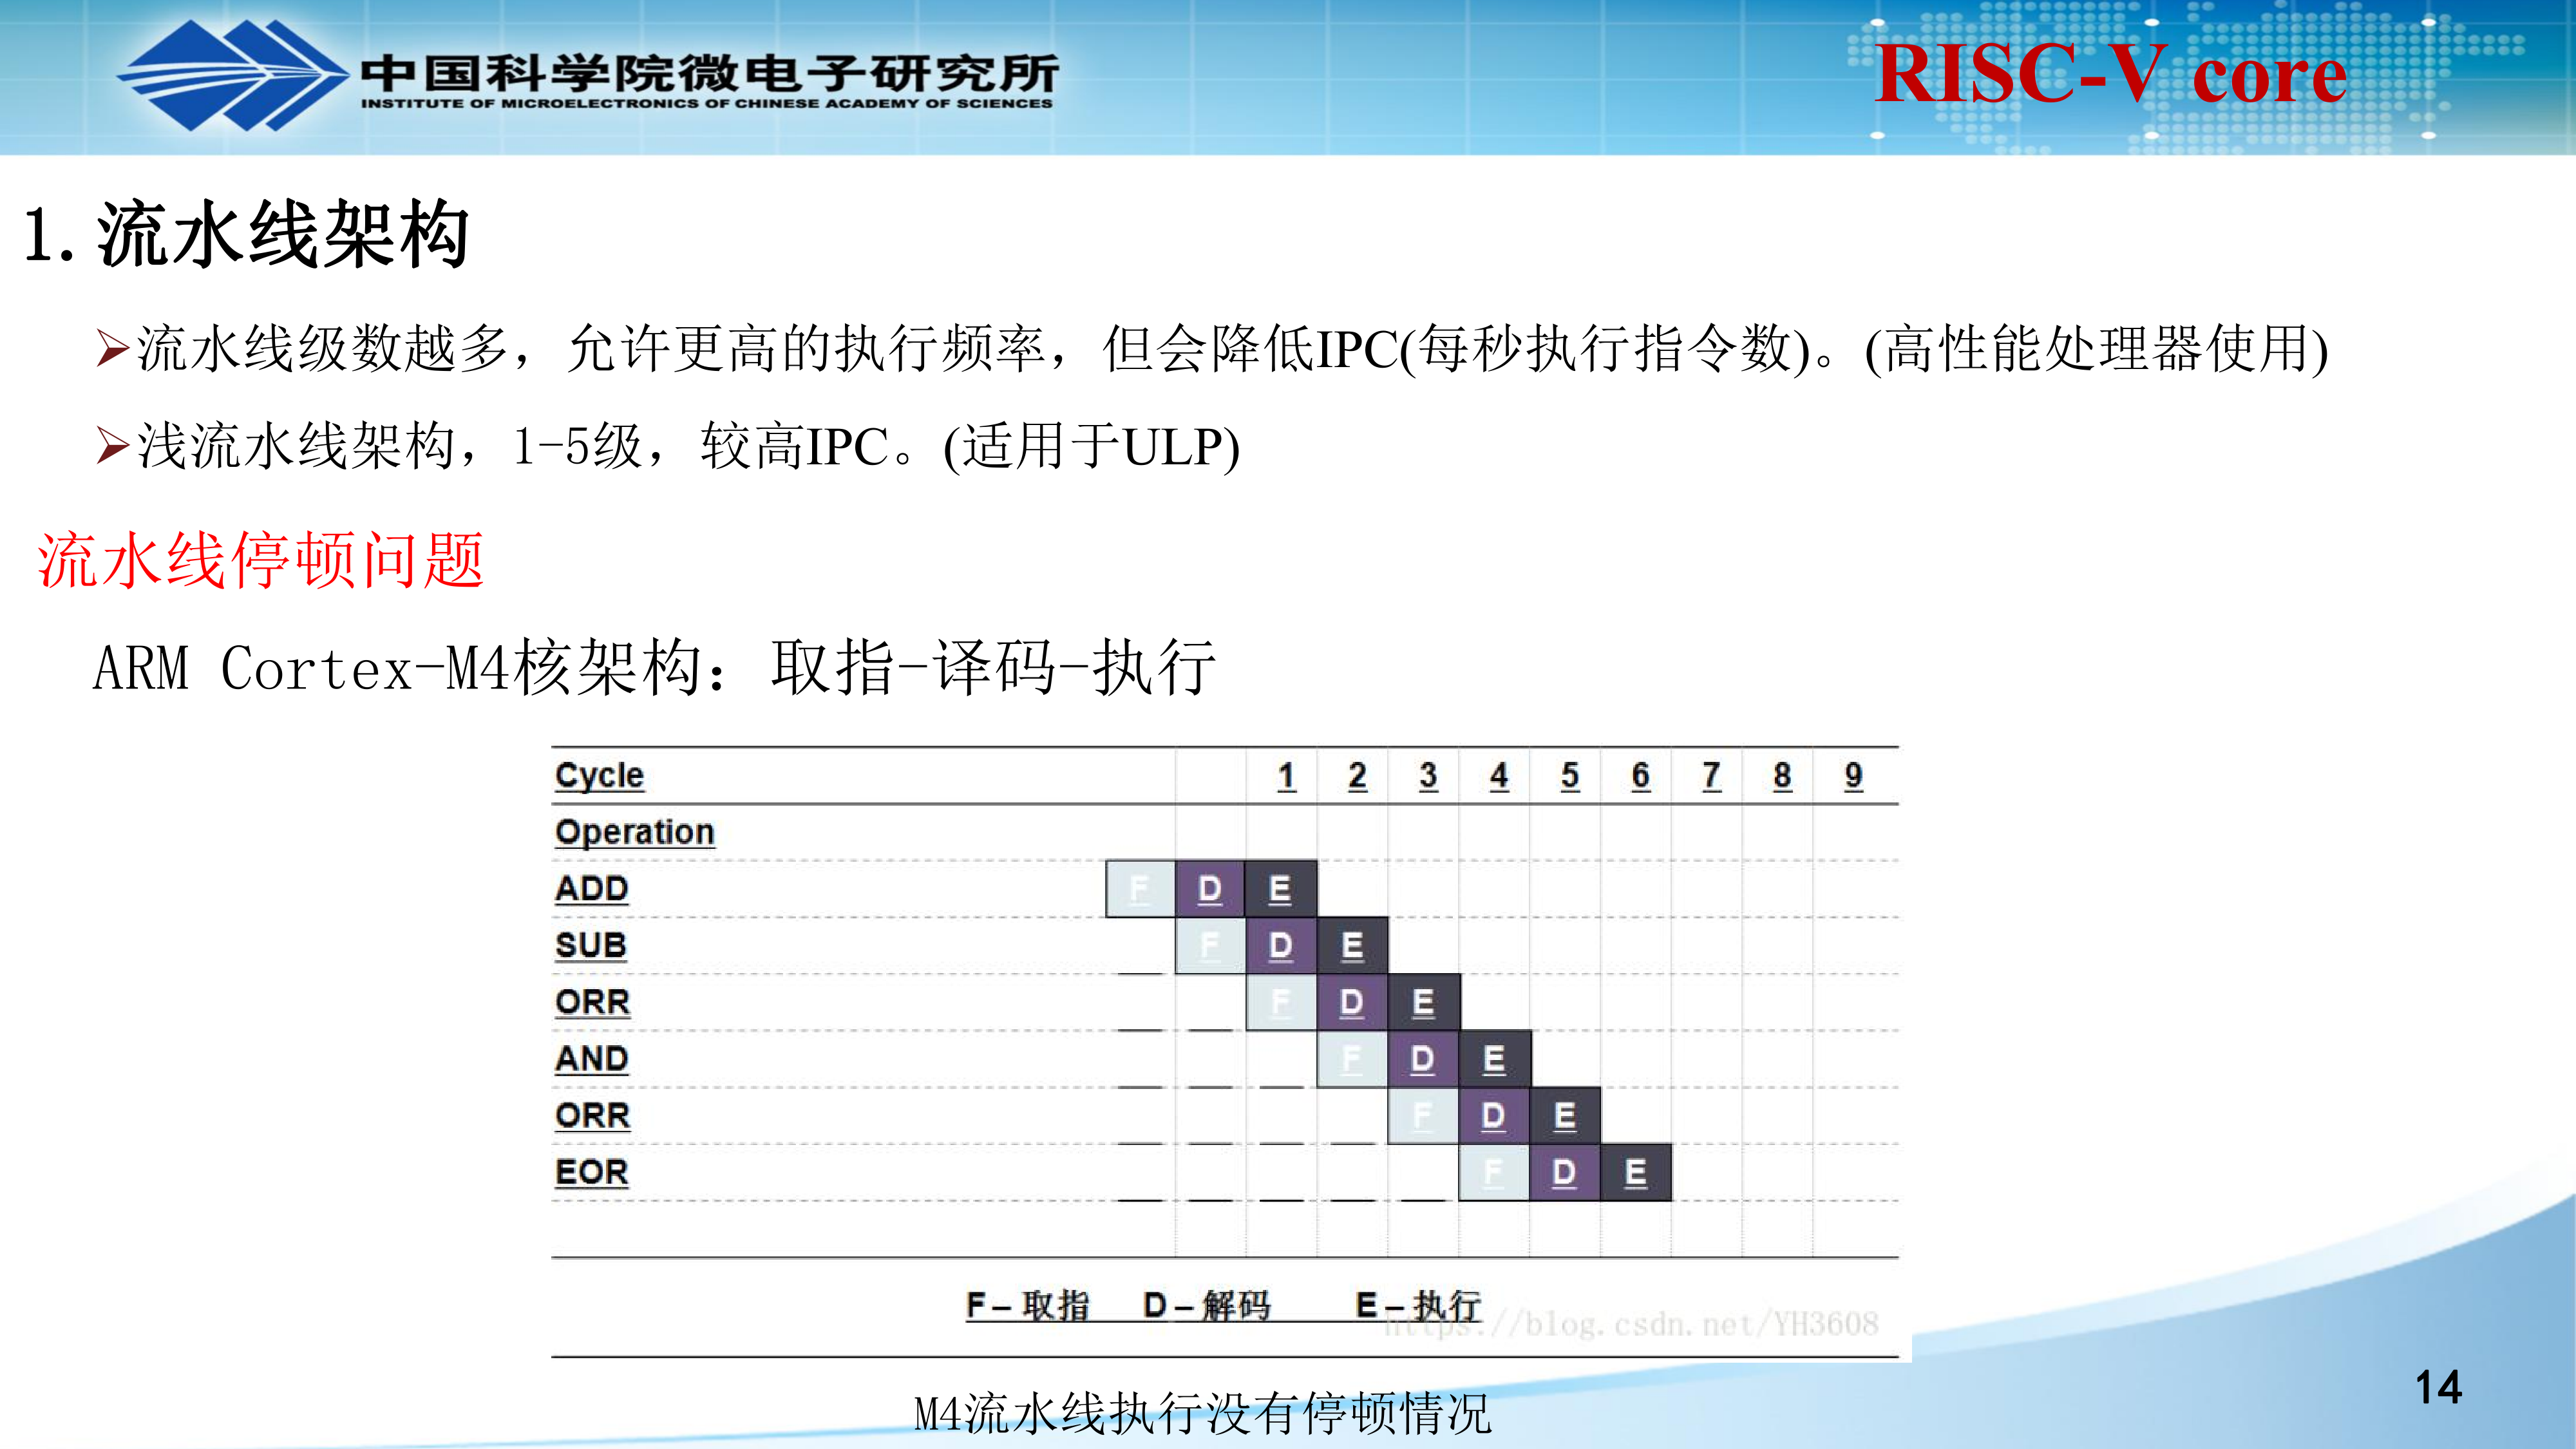 中国科学院微电子研究所
INSTITUTE OF MICROELECTRONICS OF CHINESE ACADEMY OF SCIENCES
RISC-V core
1.流水线架构
➢流水线级数越多，允许更高的执行频率，但会降低IPC(每秒执行指令数)。(高性能处理器使用)
➢浅流水线架构，1-5级，较高IPC。(适用于ULP)
流水线停顿问题
ARM Cortex-M4核架构：取指-译码-执行
Cycle 1 2 3 4 5 6 7 8 9
Operation
ADD F D E
SUB F D E
ORR F D E
AND F D E
ORR F D E
EOR F D E
F – 取指 D – 解码 E – 执行
https://blog.csdn.net/YH3608
M4流水线执行没有停顿情况
14